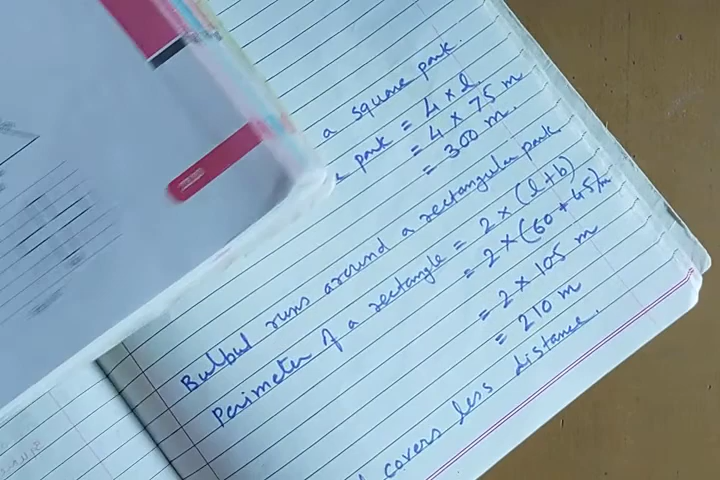 a square park.
park = 4 × l
= 4 × 75 m
= 300 m.
Bulbul runs around a rectangular park
Perimeter of a rectangle = 2 × (l+b)
= 2 × (60 + 45) m
= 2 × 105 m
= 210 m
covers less distance.